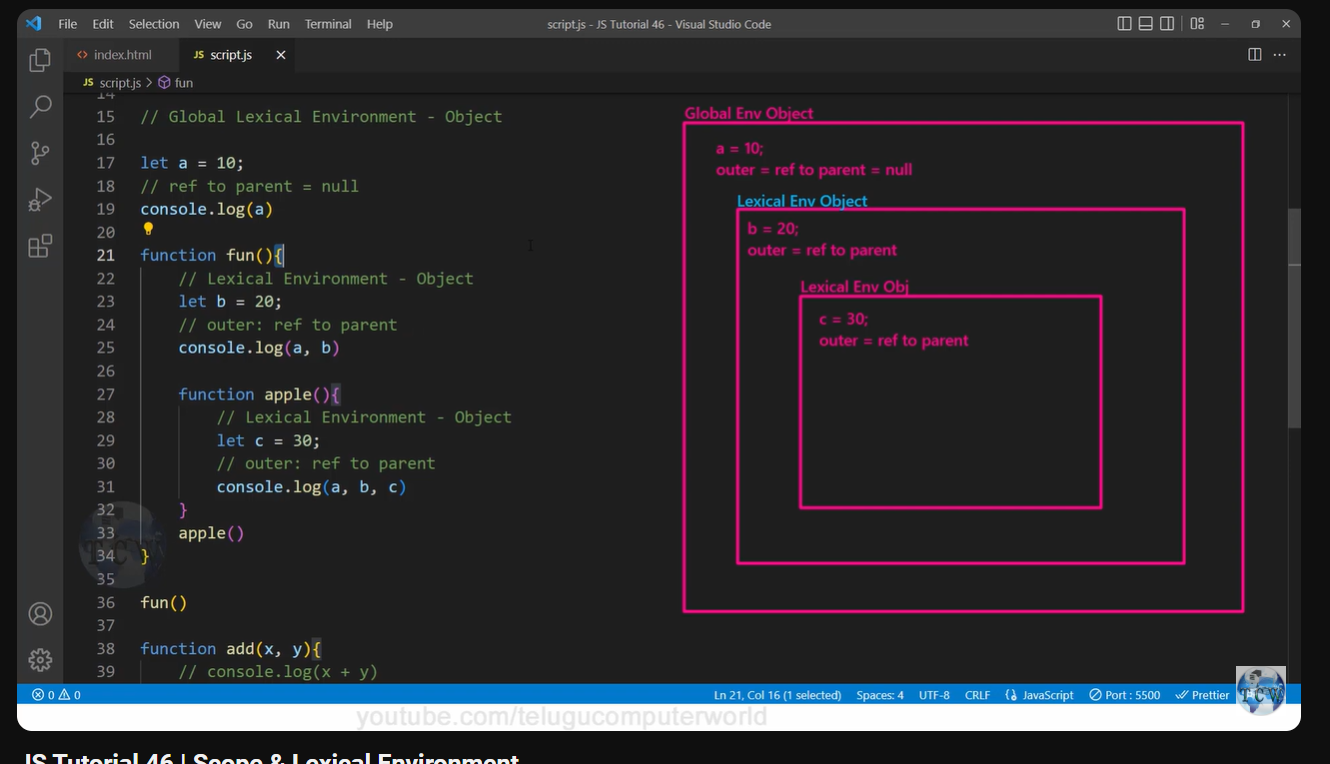 File Edit Selection View Go Run Terminal Help script.js - JS Tutorial 46 - Visual Studio Code
index.html JS script.js
JS script.js > fun
14
15 // Global Lexical Environment - Object
16
17 let a = 10;
18 // ref to parent = null
19 console.log(a)
20
21 function fun(){
22 // Lexical Environment - Object
23 let b = 20;
24 // outer: ref to parent
25 console.log(a, b)
26
27 function apple(){
28 // Lexical Environment - Object
29 let c = 30;
30 // outer: ref to parent
31 console.log(a, b, c)
32 }
33 apple()
34 }
35
36 fun()
37
38 function add(x, y){
39 // console.log(x + y)
Global Env Object
a = 10;
outer = ref to parent = null
Lexical Env Object
b = 20;
outer = ref to parent
Lexical Env Obj
c = 30;
outer = ref to parent
TCW
0 0 Ln 21, Col 16 (1 selected) Spaces: 4 UTF-8 CRLF JavaScript Port : 5500 Prettier
TCW
youtube.com/telugucomputerworld
JS Tutorial 46 | Scope & Lexical Environment